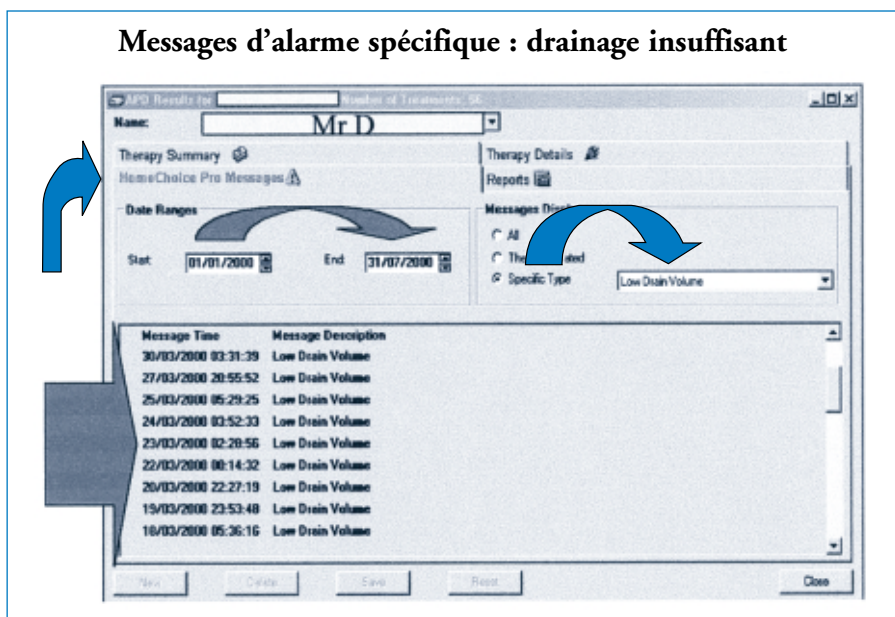 Messages d'alarme spécifique : drainage insuffisant
APD Results for Number of Treatments: 56
Name: Mr D
Therapy Summary Therapy Details
HomeChoice Pro Messages Reports
Date Ranges Messages
All
Start 01/01/2000 End 31/07/2000
Specific Type Low Drain Volume
Message Time Message Description
30/03/2000 03:31:39 Low Drain Volume
27/03/2000 20:55:52 Low Drain Volume
25/03/2000 05:29:25 Low Drain Volume
24/03/2000 03:52:33 Low Drain Volume
23/03/2000 02:20:56 Low Drain Volume
22/03/2000 00:14:32 Low Drain Volume
20/03/2000 22:27:19 Low Drain Volume
19/03/2000 23:53:48 Low Drain Volume
18/03/2000 05:36:16 Low Drain Volume
New Delete Save Reset Close